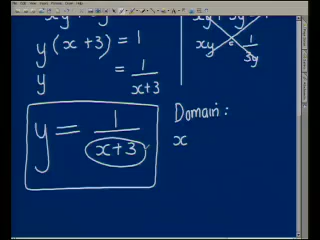 y (x + 3) = 1
y = 1/(x+3)
y = 1/(x+3)
xy = 1/3y
Domain :
x